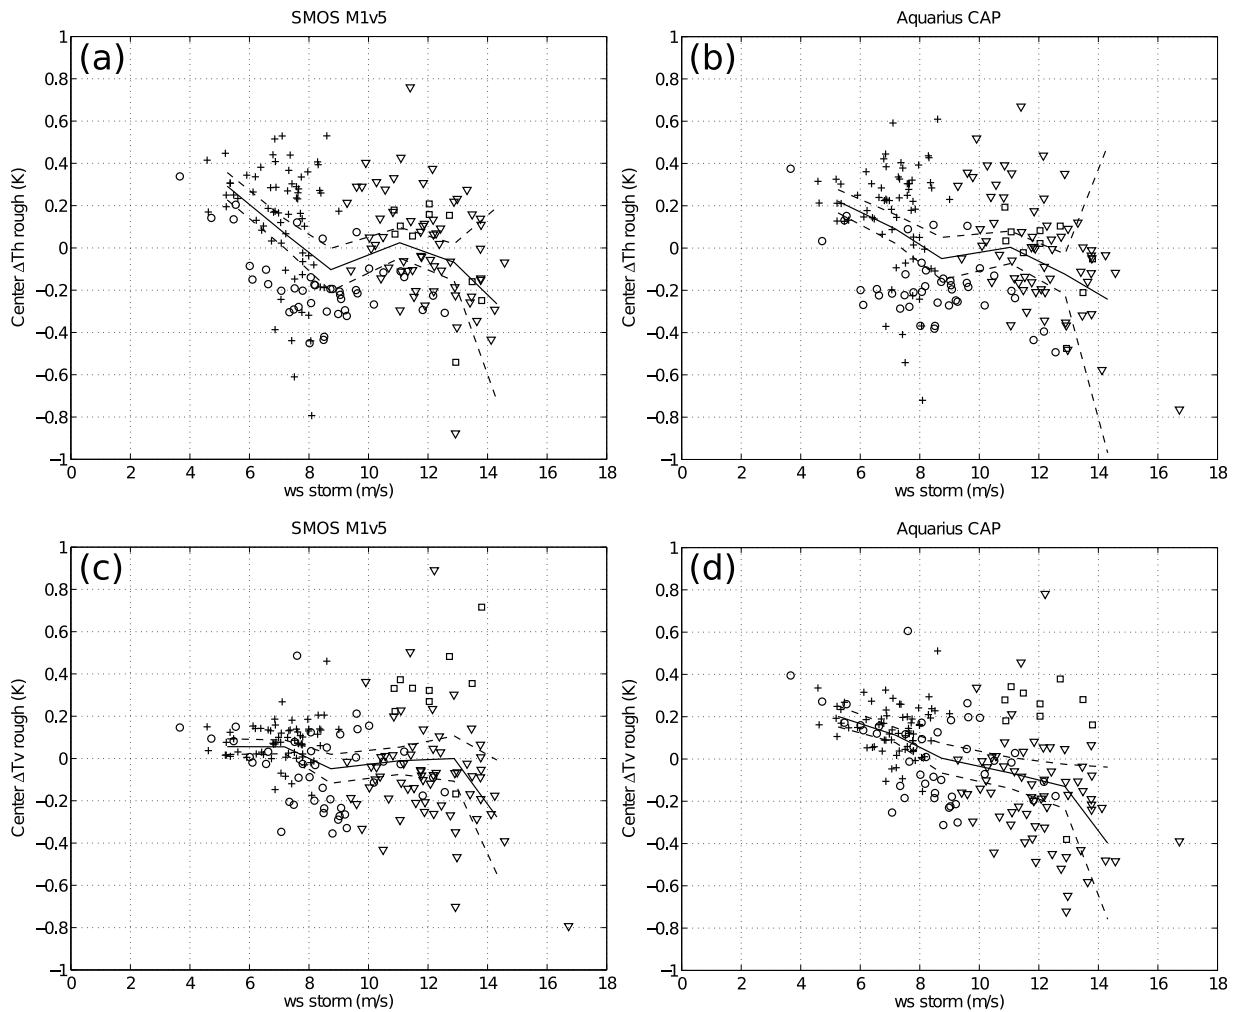 SMOS M1v5
(a)
Center ΔTh rough (K)
1
0.8
0.6
0.4
0.2
0
−0.2
−0.4
−0.6
−0.8
−1
0 2 4 6 8 10 12 14 16 18
ws storm (m/s)
Aquarius CAP
(b)
Center ΔTh rough (K)
1
0.8
0.6
0.4
0.2
0
−0.2
−0.4
−0.6
−0.8
−1
0 2 4 6 8 10 12 14 16 18
ws storm (m/s)
SMOS M1v5
(c)
Center ΔTv rough (K)
1
0.8
0.6
0.4
0.2
0
−0.2
−0.4
−0.6
−0.8
−1
0 2 4 6 8 10 12 14 16 18
ws storm (m/s)
Aquarius CAP
(d)
Center ΔTv rough (K)
1
0.8
0.6
0.4
0.2
0
−0.2
−0.4
−0.6
−0.8
−1
0 2 4 6 8 10 12 14 16 18
ws storm (m/s)